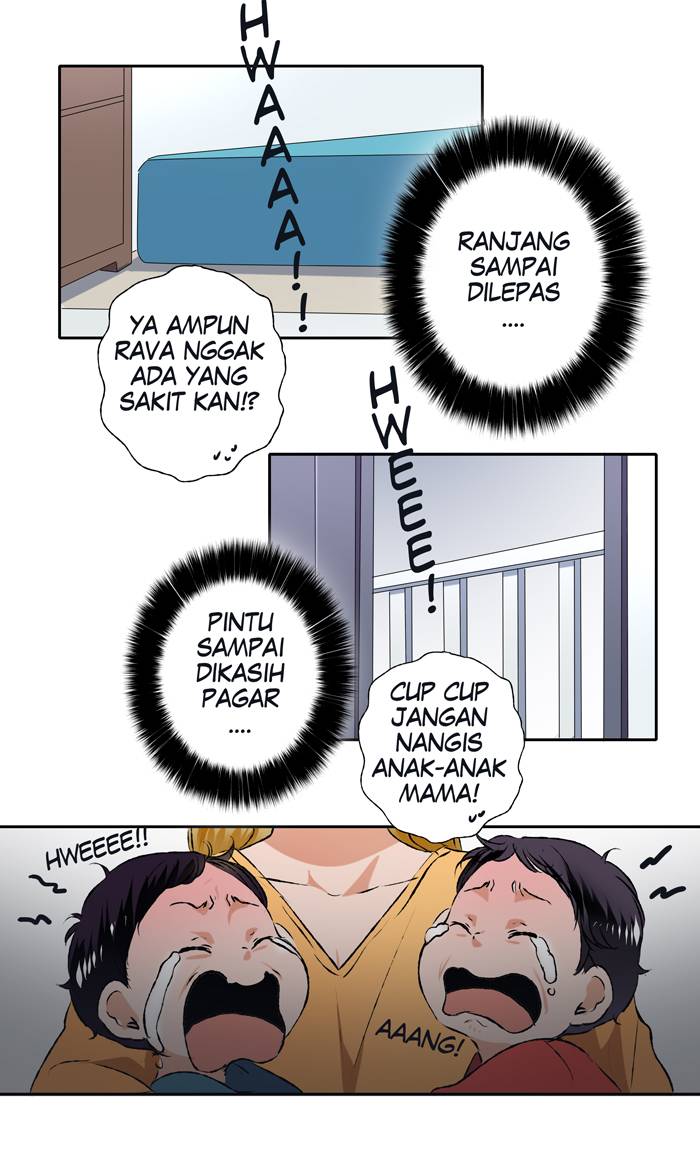 HWAAAA!!
RANJANG
SAMPAI
DILEPAS
....
YA AMPUN
RAVA NGGAK
ADA YANG
SAKIT KAN!?
HWEEE!
PINTU
SAMPAI
DIKASIH
PAGAR
....
CUP CUP
JANGAN
NANGIS
ANAK-ANAK
MAMA!
HWEEEE!!
AAANG!